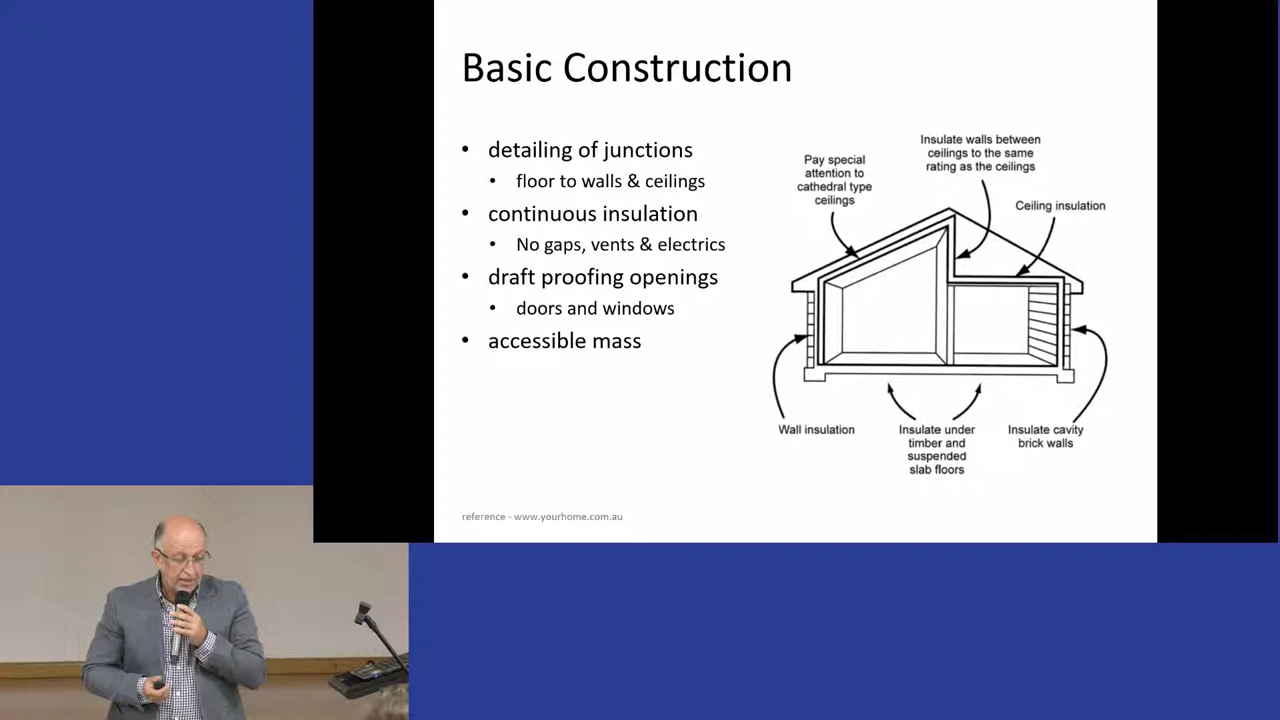 Basic Construction
• detailing of junctions
• floor to walls & ceilings
• continuous insulation
• No gaps, vents & electrics
• draft proofing openings
• doors and windows
• accessible mass
Pay special
attention to
cathedral type
ceilings
Insulate walls between
ceilings to the same
rating as the ceilings
Ceiling insulation
Wall insulation
Insulate under
timber and
suspended
slab floors
Insulate cavity
brick walls
reference - www.yourhome.com.au